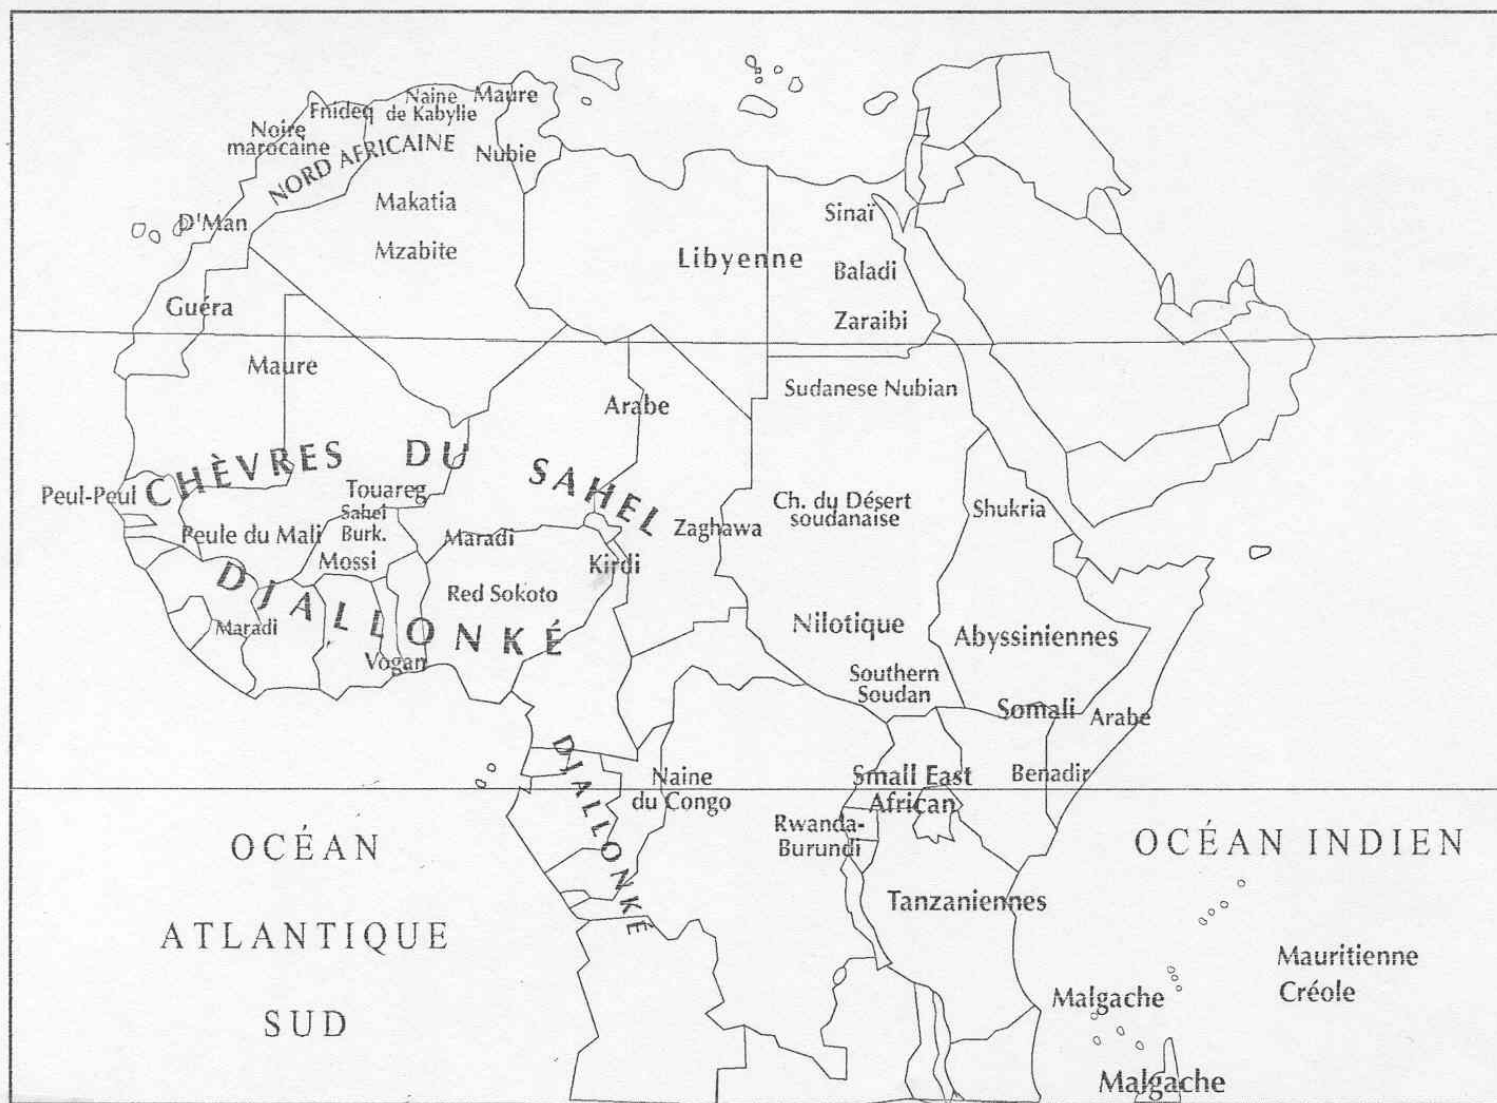 Fnideq
Naine
de Kabylie
Maure
Noire
marocaine
NORD AFRICAINE
Nubie
Makatia
D'Man
Mzabite
Sinaï
Libyenne
Baladi
Guéra
Zaraibi
Maure
Sudanese Nubian
Arabe
CHÈVRES DU SAHEL
Peul-Peul
Touareg
Sahel
Burk.
Peule du Mali
Mossi
Maradi
Zaghawa
Ch. du Désert
soudanaise
Shukria
Kirdi
DJALLONKÉ
Red Sokoto
Maradi
Vogan
Nilotique
Abyssiniennes
Southern
Soudan
Somali
Arabe
DJALLONKÉ
Naine
du Congo
Small East
African
Benadir
Rwanda-
Burundi
OCÉAN
ATLANTIQUE
SUD
OCÉAN INDIEN
Tanzaniennes
Mauritienne
Créole
Malgache
Malgache